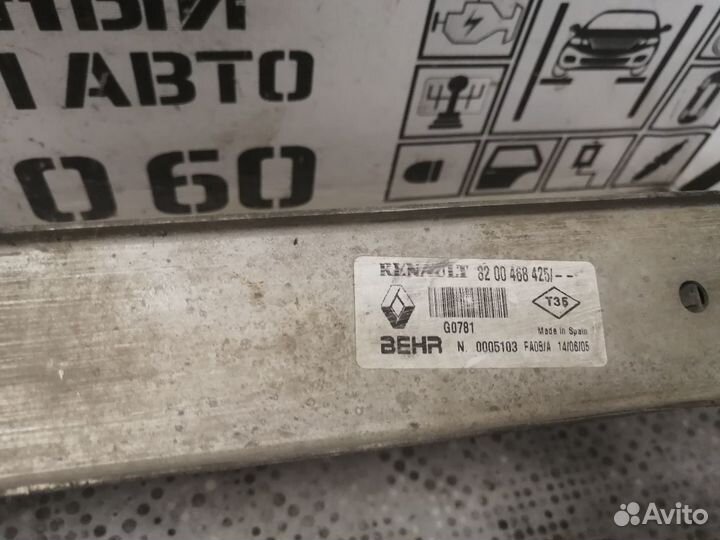 НЫЙ
Л АВТО
О 60
RENAULT 82 00 468 425/--
T35
G0781
Made in Spain
BEHR N. 0005103 FA08/A 14/06/05
Avito